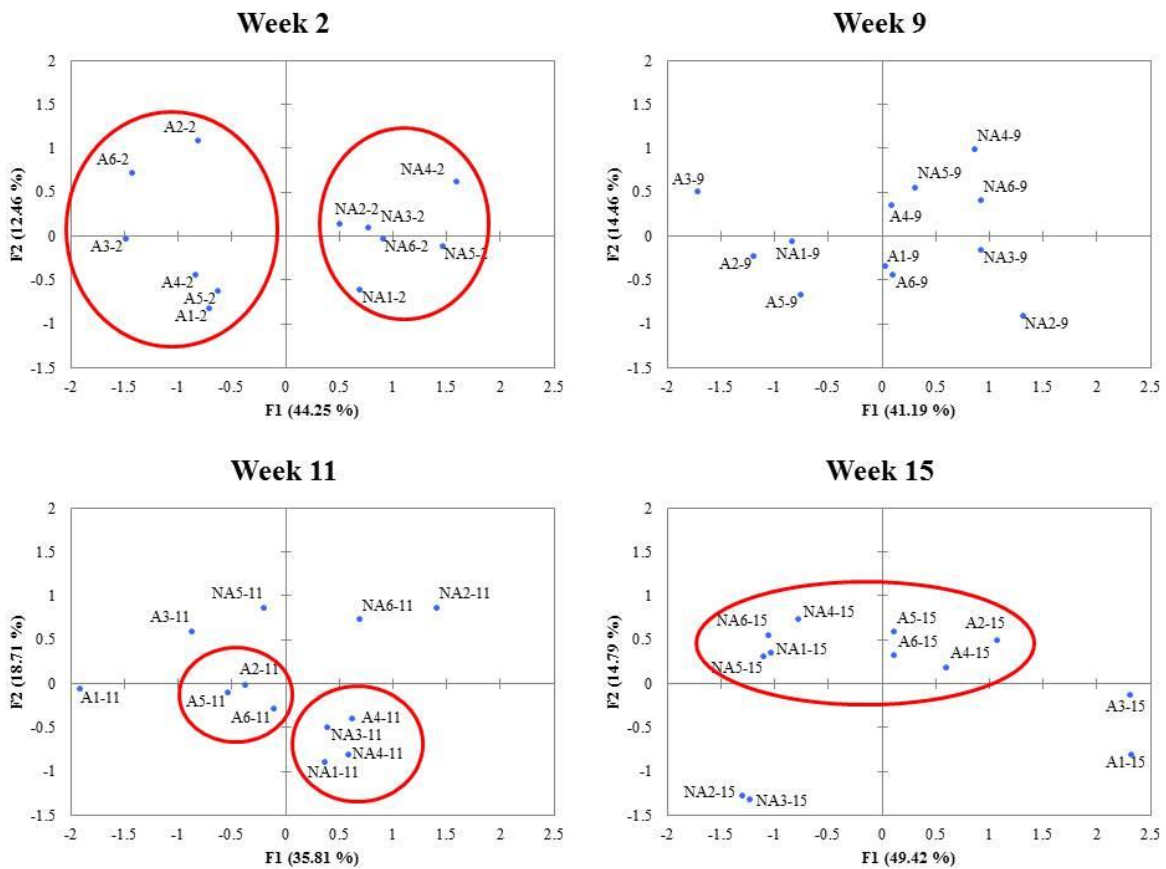 Week 2
2
1.5
1
0.5
0
-0.5
-1
-1.5
F2 (12.46 %)
A2-2
A6-2
NA4-2
NA2-2
NA3-2
A3-2
NA6-2
NA5-2
A4-2
A5-2
A1-2
NA1-2
-2 -1.5 -1 -0.5 0 0.5 1 1.5 2 2.5
F1 (44.25 %)
Week 9
2
1.5
1
0.5
0
-0.5
-1
-1.5
F2 (14.46 %)
NA4-9
A3-9
NA5-9
NA6-9
A4-9
A2-9
NA1-9
A1-9
NA3-9
A6-9
A5-9
NA2-9
-2 -1.5 -1 -0.5 0 0.5 1 1.5 2 2.5
F1 (41.19 %)
Week 11
2
1.5
1
0.5
0
-0.5
-1
-1.5
F2 (18.71 %)
NA5-11
NA2-11
NA6-11
A3-11
A2-11
A1-11
A5-11
A6-11
A4-11
NA3-11
NA4-11
NA1-11
-2 -1.5 -1 -0.5 0 0.5 1 1.5 2 2.5
F1 (35.81 %)
Week 15
2
1.5
1
0.5
0
-0.5
-1
-1.5
F2 (14.79 %)
NA6-15
NA4-15
A5-15
A2-15
A6-15
NA1-15
NA5-15
A4-15
A3-15
A1-15
NA2-15
NA3-15
-2 -1.5 -1 -0.5 0 0.5 1 1.5 2 2.5
F1 (49.42 %)